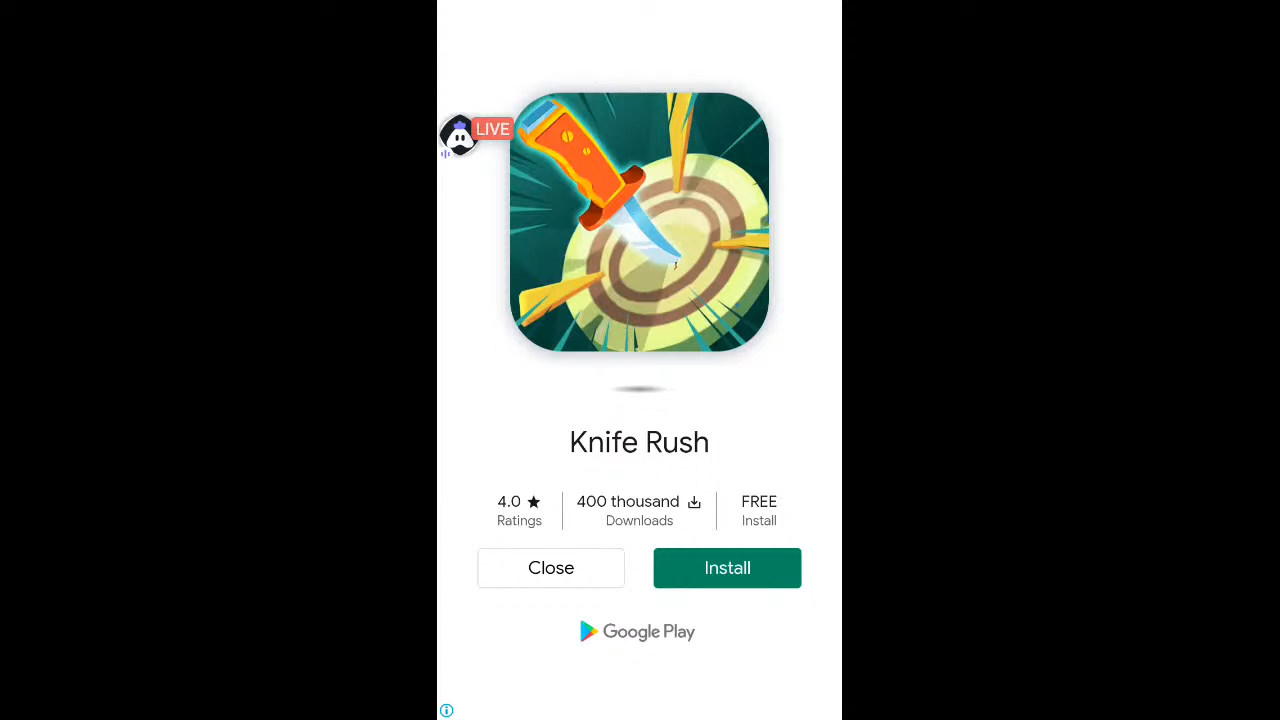 LIVE
Knife Rush
4.0 ★ 400 thousand FREE
Ratings Downloads Install
Close Install
Google Play